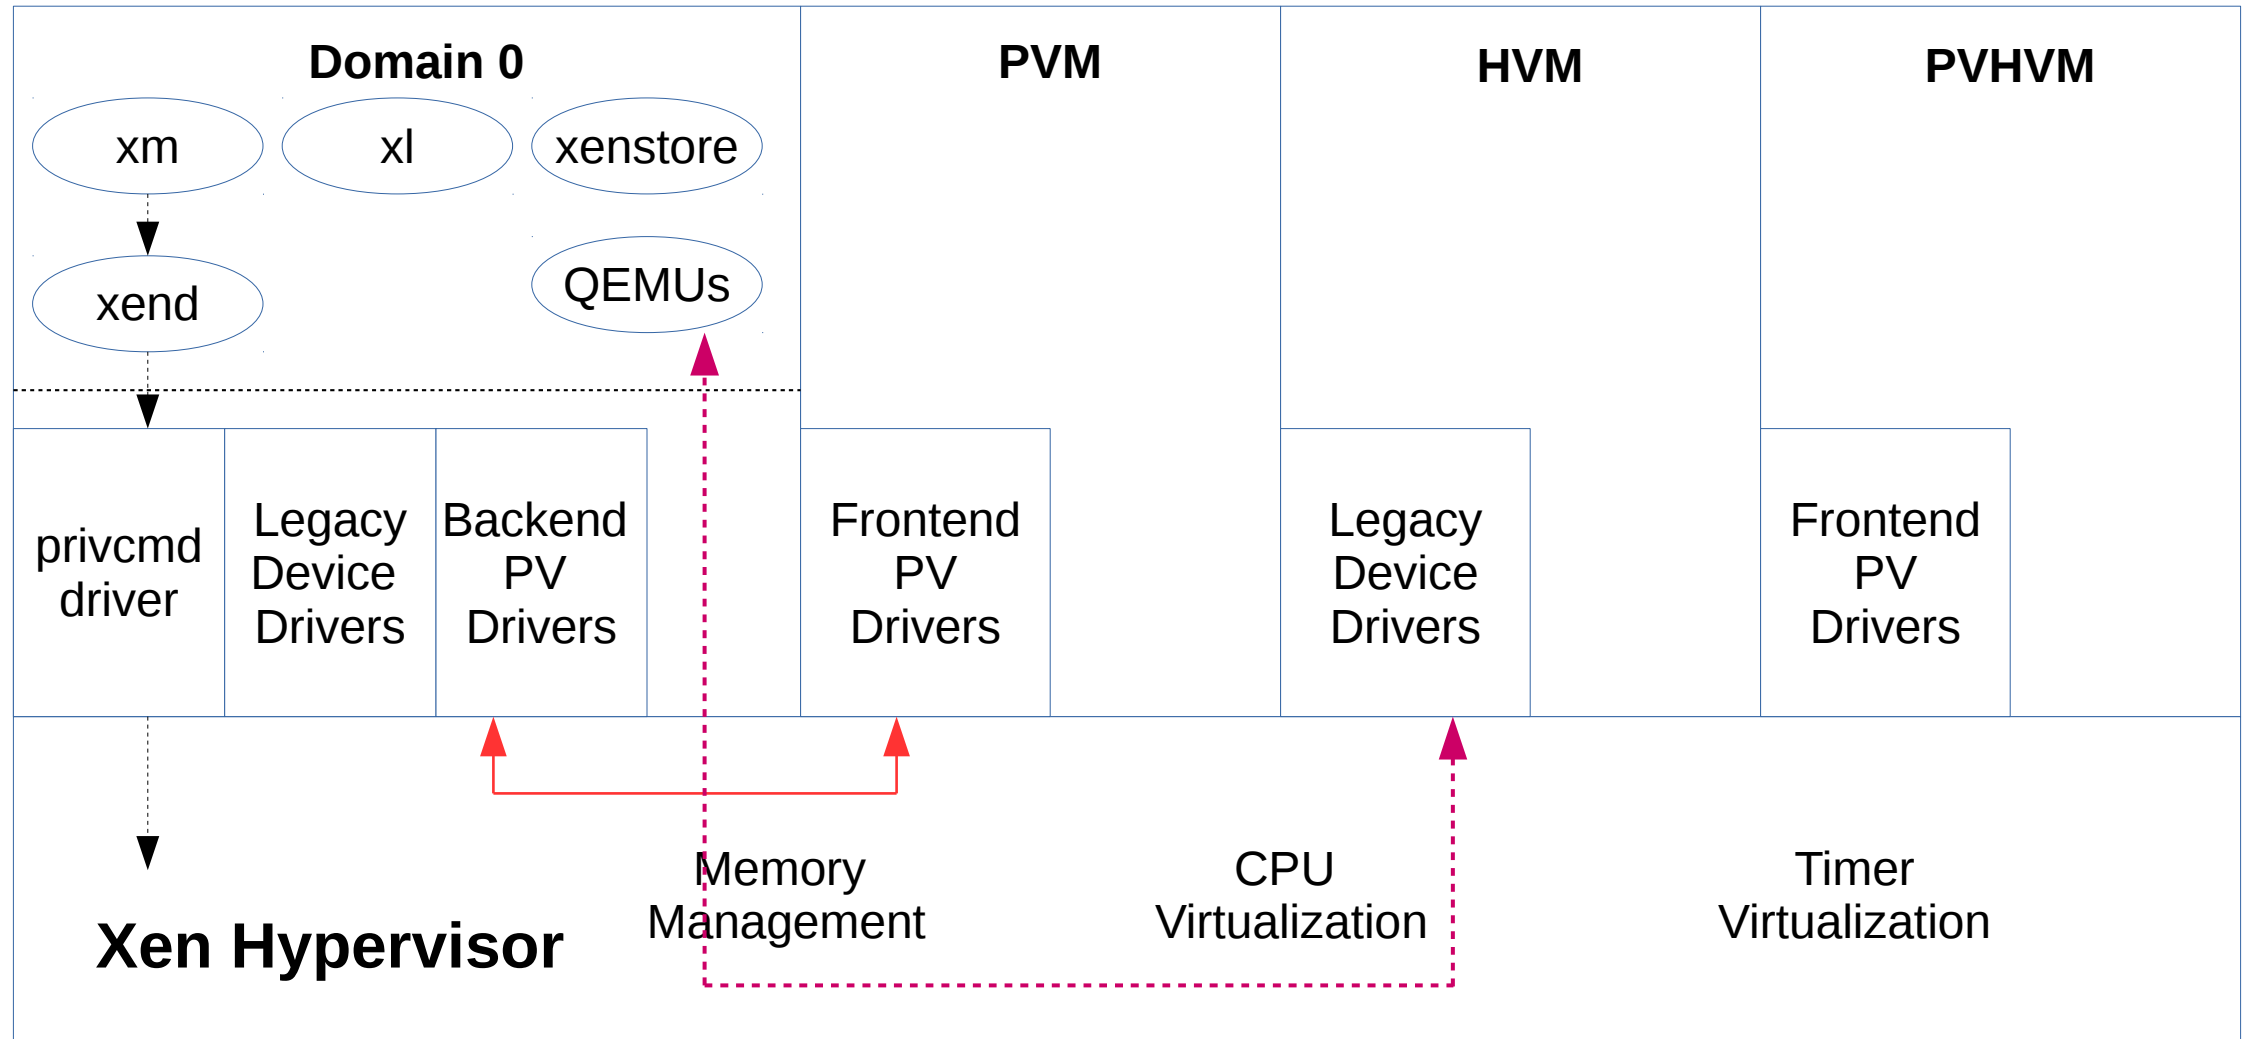 Domain 0
PVM
HVM
PVHVM
xm
xl
xenstore
xend
QEMUs
privcmd
driver
Legacy
Device
Drivers
Backend
PV
Drivers
Frontend
PV
Drivers
Legacy
Device
Drivers
Frontend
PV
Drivers
Memory
Management
CPU
Virtualization
Timer
Virtualization
Xen Hypervisor